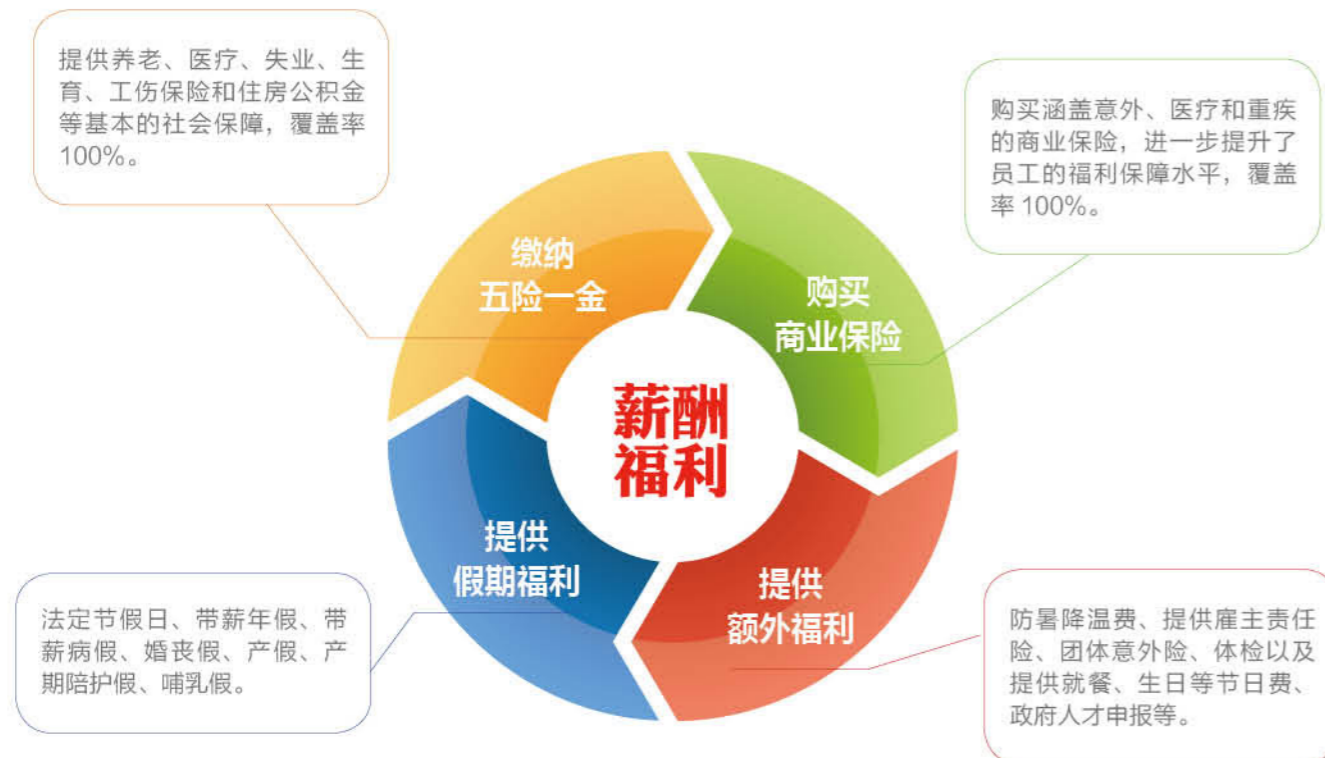 提供养老、医疗、失业、生
育、工伤保险和住房公积金
等基本的社会保障，覆盖率
100%。
购买涵盖意外、医疗和重疾
的商业保险，进一步提升了
员工的福利保障水平，覆盖
率 100%。
缴纳
五险一金
购买
商业保险
薪酬
福利
提供
假期福利
提供
额外福利
法定节假日、带薪年假、带
薪病假、婚丧假、产假、产
期陪护假、哺乳假。
防暑降温费、提供雇主责任
险、团体意外险、体检以及
提供就餐、生日等节日费、
政府人才申报等。